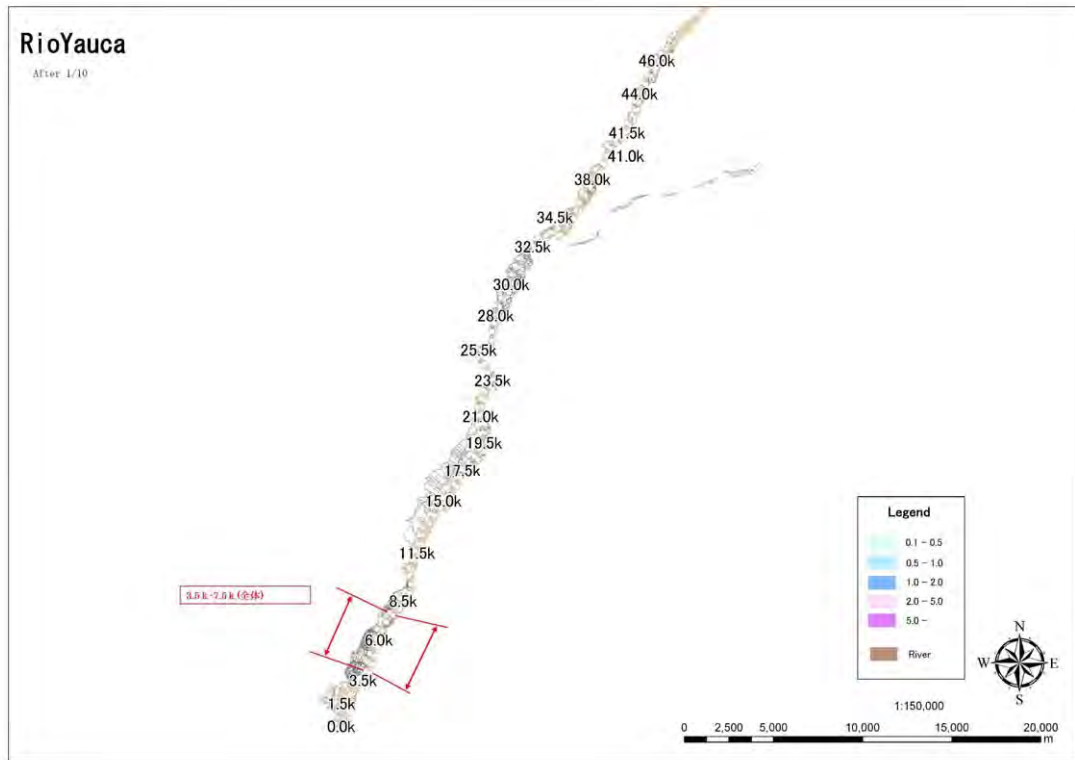 RioYauca
After 1/10
46.0k
44.0k
41.5k
41.0k
38.0k
34.5k
32.5k
30.0k
28.0k
25.5k
23.5k
21.0k
19.5k
17.5k
15.0k
11.5k
3.5k-7.5k(全体)
8.5k
6.0k
3.5k
1.5k
0.0k
Legend
0.1 - 0.5
0.5 - 1.0
1.0 - 2.0
2.0 - 5.0
5.0 -
River
N
W
E
S
1:150,000
0 2,500 5,000 10,000 15,000 20,000
m